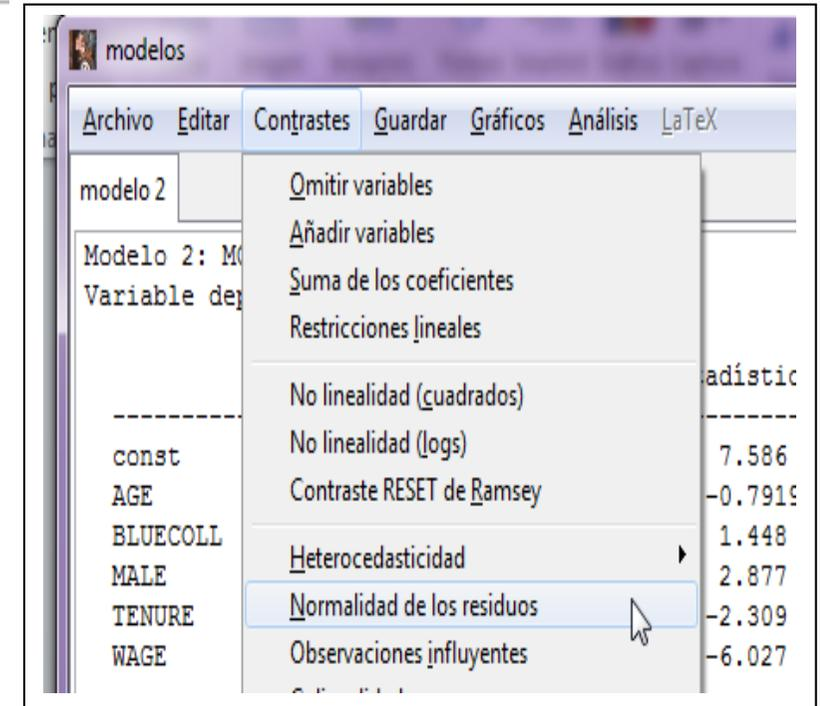 modelos
Archivo Editar Contrastes Guardar Gráficos Análisis LaTeX
modelo 2
Omitir variables
Añadir variables
Suma de los coeficientes
Restricciones lineales
No linealidad (cuadrados)
No linealidad (logs)
Contraste RESET de Ramsey
Heterocedasticidad
Normalidad de los residuos
Observaciones influyentes
Modelo 2:
Variable
const 7.586
AGE -0.7919
BLUECOLL 1.448
MALE 2.877
TENURE -2.309
WAGE -6.027